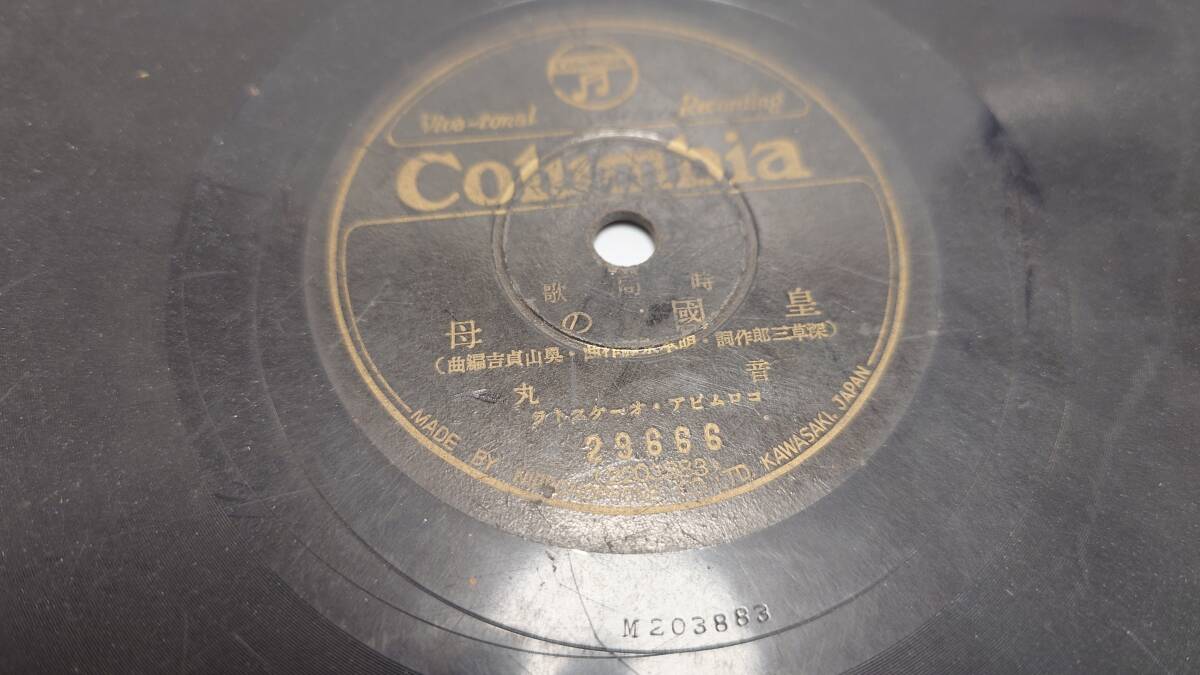 Viva-tonal Recording
Columbia
時局歌
皇國の母
(深草三郎作詞・明本京靜作曲・奥山貞吉編曲)
音丸
コロムビア・オーケストラ
29666
MADE BY KAWASAKI, JAPAN
M203883